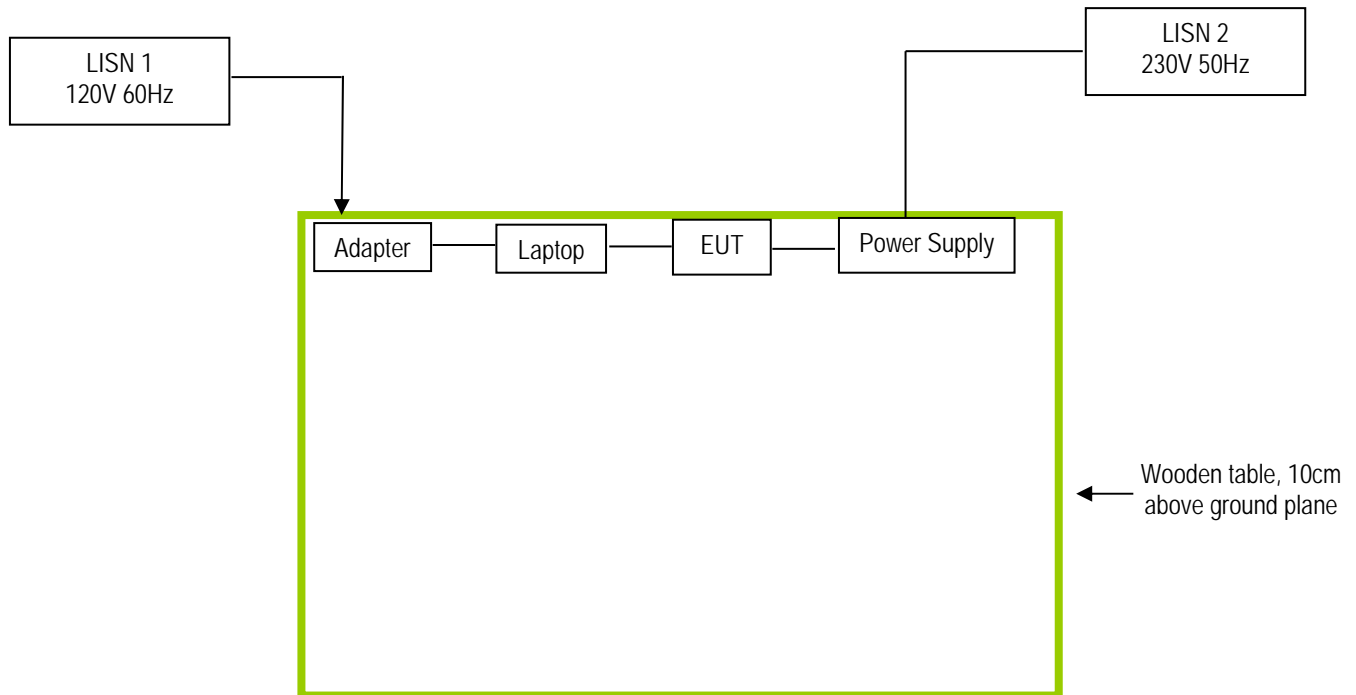 LISN 1
120V 60Hz
LISN 2
230V 50Hz
Adapter
Laptop
EUT
Power Supply
Wooden table, 10cm
above ground plane